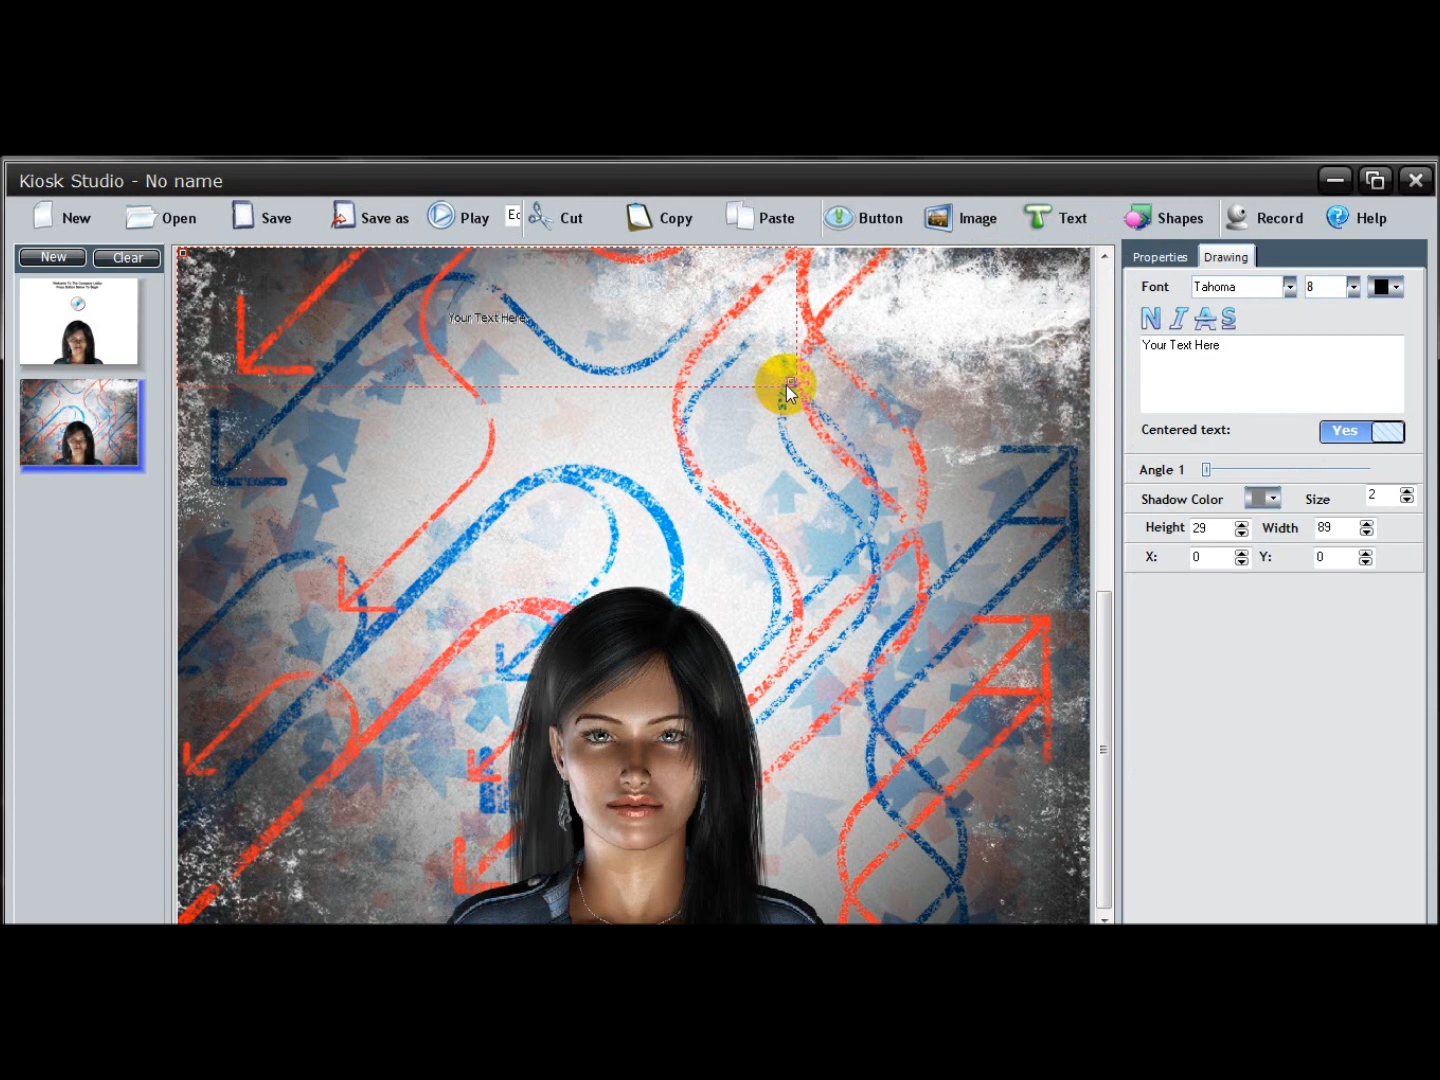 Kiosk Studio - No name
New Open Save Save as Play Cut Copy Paste Button Image Text Shapes Record Help
New Clear
Properties Drawing
Font Tahoma 8
N I A S
Your Text Here
Your Text Here
Centered text: Yes
Angle 1
Shadow Color Size 2
Height 29 Width 89
X: 0 Y: 0